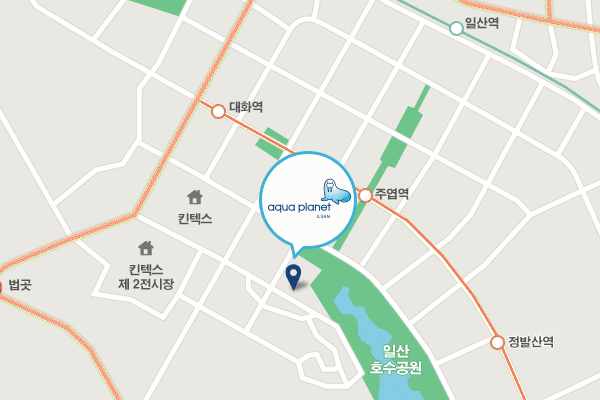 일산역
대화역
주엽역
aqua planet
ILSAN
킨텍스
킨텍스
제 2전시장
법곳
정발산역
일산
호수공원